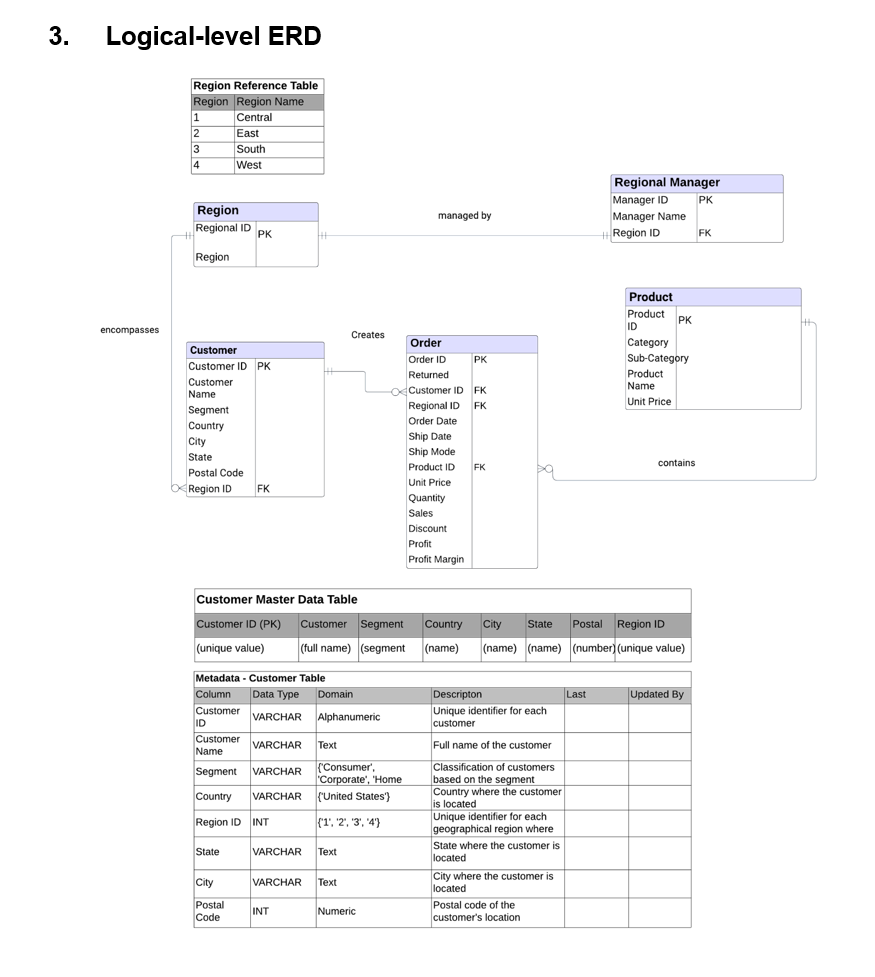 3. Logical-level ERD
Region Reference Table
Region Region Name
1 Central
2 East
3 South
4 West
Regional Manager
Manager ID PK
Manager Name
Region ID FK
managed by
Region
Regional ID PK
Region
Product
Product
ID PK
Category
Sub-Category
Product
Name
Unit Price
encompasses
Creates
Customer
Customer ID PK
Customer
Name
Segment
Country
City
State
Postal Code
Region ID FK
Order
Order ID PK
Returned
Customer ID FK
Regional ID FK
Order Date
Ship Date
Ship Mode
Product ID FK
Unit Price
Quantity
Sales
Discount
Profit
Profit Margin
contains
Customer Master Data Table
Customer ID (PK) Customer Segment Country City State Postal Region ID
(unique value) (full name) (segment (name) (name) (name) (number) (unique value)
Metadata - Customer Table
Column Data Type Domain Descripton Last Updated By
Customer
ID VARCHAR Alphanumeric Unique identifier for each
customer
Customer
Name VARCHAR Text Full name of the customer
Segment VARCHAR {'Consumer',
'Corporate', 'Home Classification of customers
based on the segment
Country VARCHAR {'United States'} Country where the customer
is located
Region ID INT {'1', '2', '3', '4'} Unique identifier for each
geographical region where
State VARCHAR Text State where the customer is
located
City VARCHAR Text City where the customer is
located
Postal
Code INT Numeric Postal code of the
customer's location